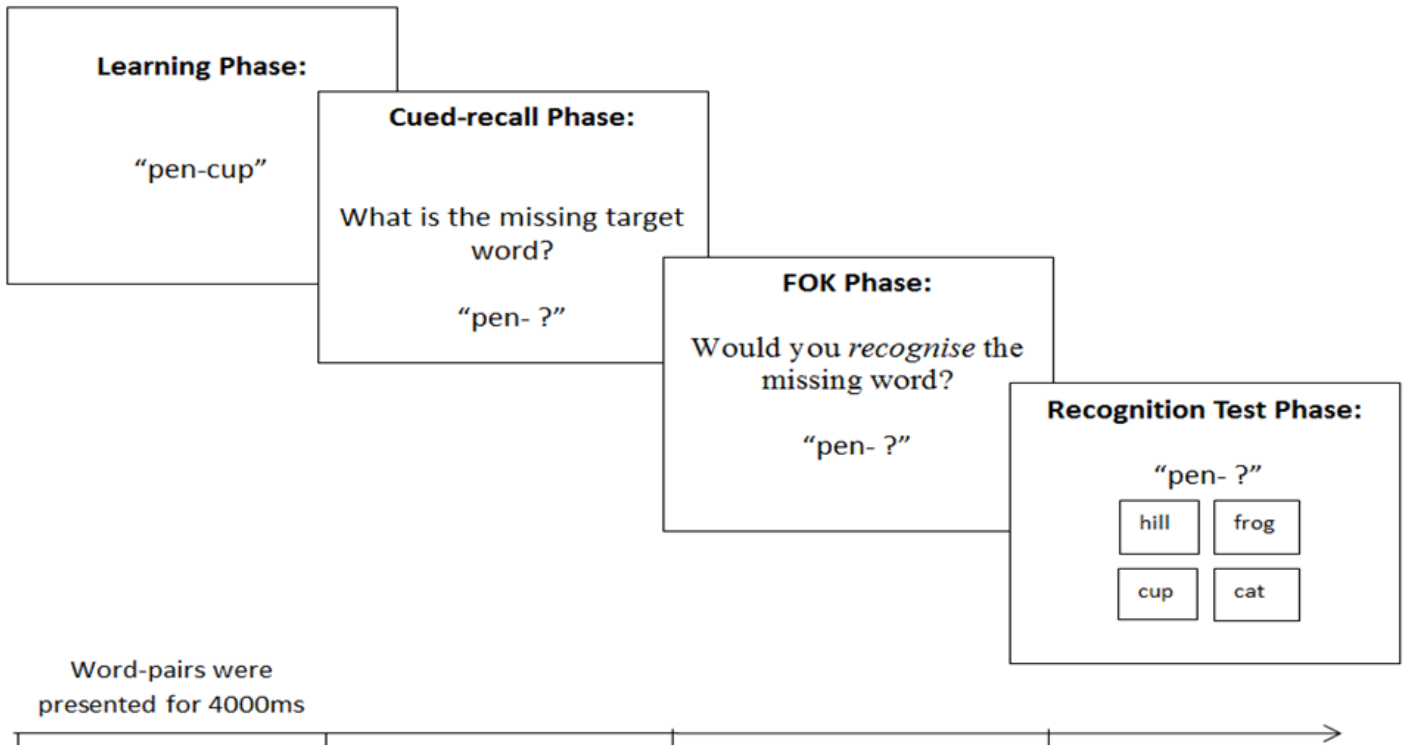 Learning Phase:
“pen-cup”
Cued-recall Phase:
What is the missing target
word?
“pen- ?”
FOK Phase:
Would you recognise the
missing word?
“pen- ?”
Recognition Test Phase:
“pen- ?”
hill frog
cup cat
Word-pairs were
presented for 4000ms